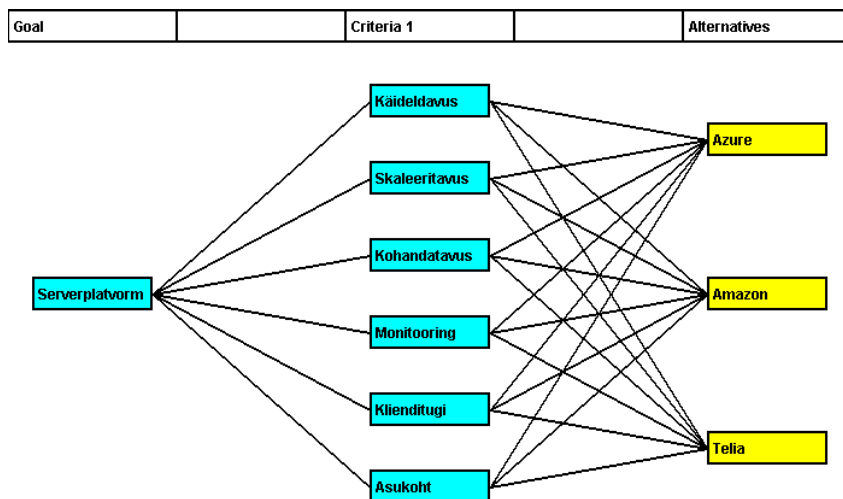 Goal
Criteria 1
Alternatives
Käideldavus
Azure
Skaleeritavus
Kohandatavus
Serverplatvorm
Amazon
Monitooring
Klienditugi
Telia
Asukoht